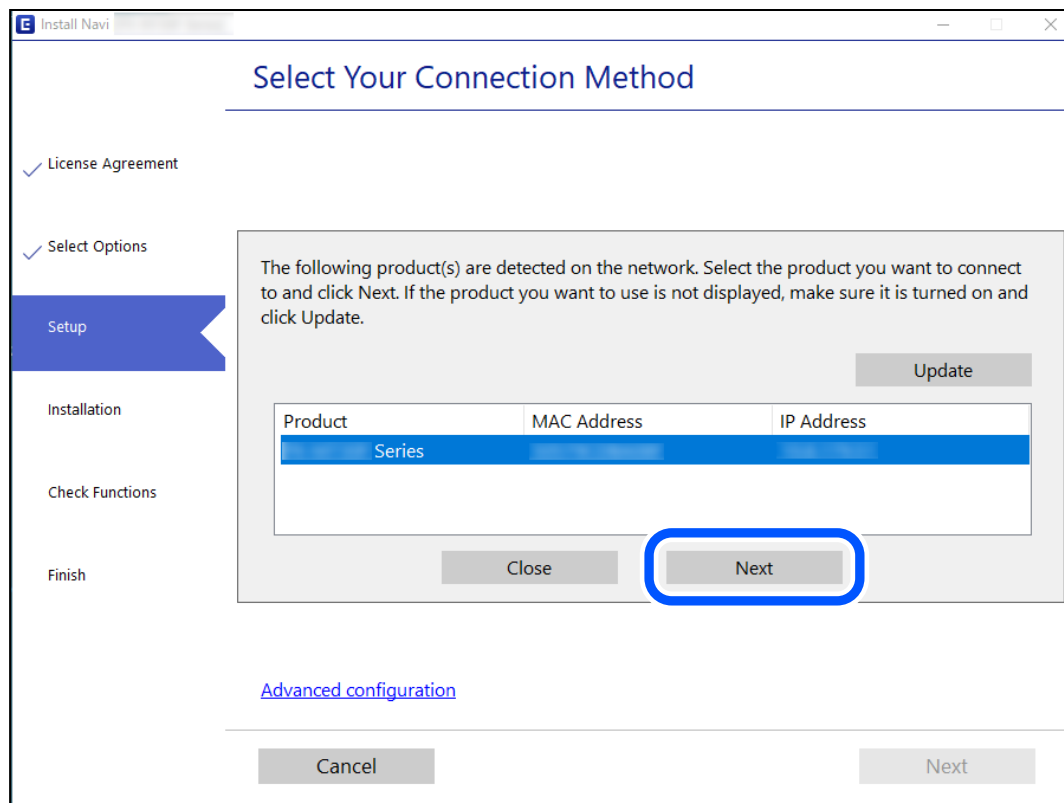 E Install Navi
Select Your Connection Method
License Agreement
Select Options
Setup
Installation
Check Functions
Finish
The following product(s) are detected on the network. Select the product you want to connect
to and click Next. If the product you want to use is not displayed, make sure it is turned on and
click Update.
Update
Product MAC Address IP Address
Series
Close Next
Advanced configuration
Cancel Next